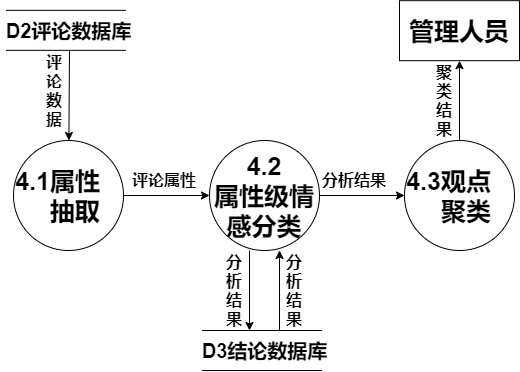 D2评论数据库
管理人员
评论数据
聚类结果
4.1属性
抽取
评论属性
4.2
属性级情
感分类
分析结果
4.3观点
聚类
分析结果
分析结果
D3结论数据库